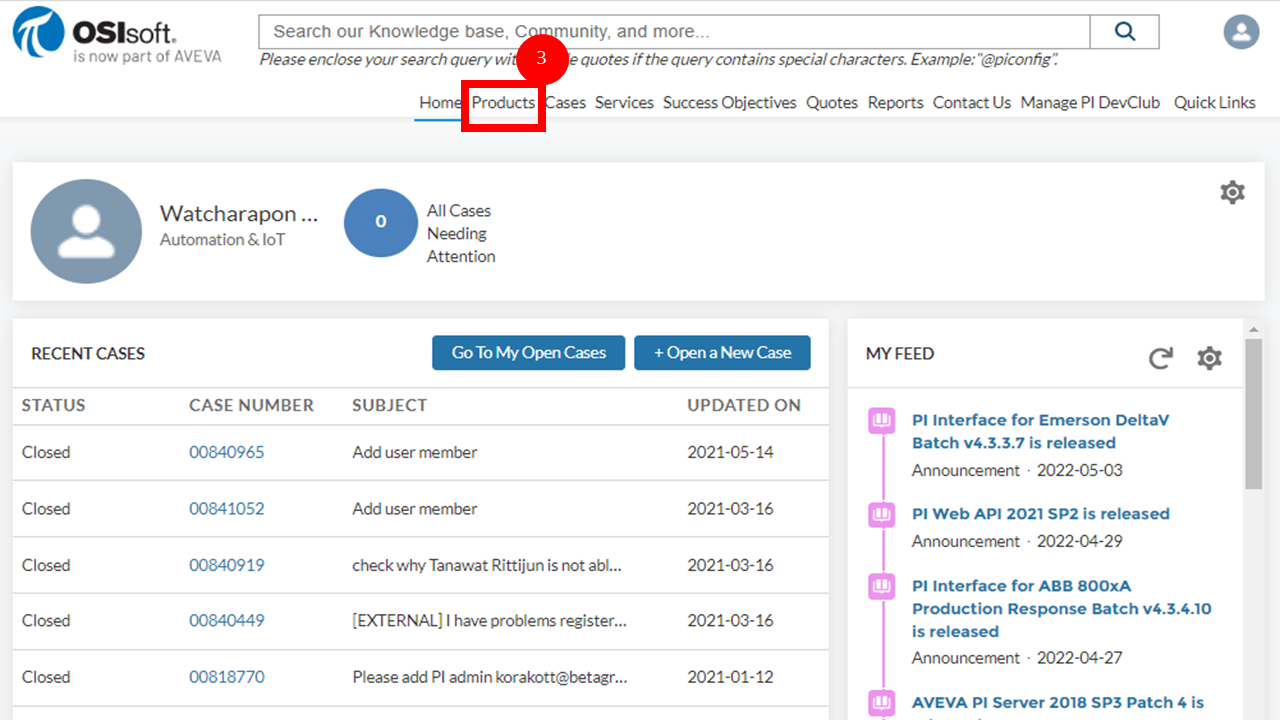 OSIsoft.
is now part of AVEVA
Search our Knowledge base, Community, and more...
Please enclose your search query quotes if the query contains special characters. Example:"@piconfig".
3
Home Products Cases Services Success Objectives Quotes Reports Contact Us Manage PI DevClub Quick Links
Watcharapon ...
Automation & IoT
0
All Cases
Needing
Attention
RECENT CASES Go To My Open Cases + Open a New Case
STATUS CASE NUMBER SUBJECT UPDATED ON
Closed 00840965 Add user member 2021-05-14
Closed 00841052 Add user member 2021-03-16
Closed 00840919 check why Tanawat Rittijun is not abl... 2021-03-16
Closed 00840449 [EXTERNAL] I have problems register... 2021-03-16
Closed 00818770 Please add PI admin korakott@betagr... 2021-01-12
MY FEED
PI Interface for Emerson DeltaV
Batch v4.3.3.7 is released
Announcement · 2022-05-03
PI Web API 2021 SP2 is released
Announcement · 2022-04-29
PI Interface for ABB 800xA
Production Response Batch v4.3.4.10
is released
Announcement · 2022-04-27
AVEVA PI Server 2018 SP3 Patch 4 is